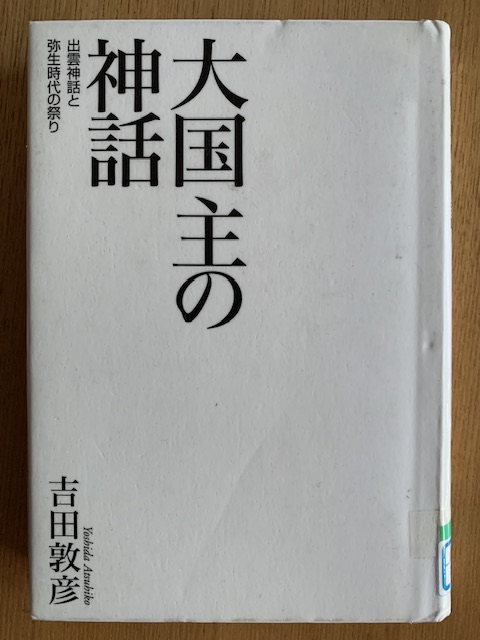 大国主の
神話
出雲神話と
弥生時代の祭り
吉田敦彦
Yoshida Atsuhiko